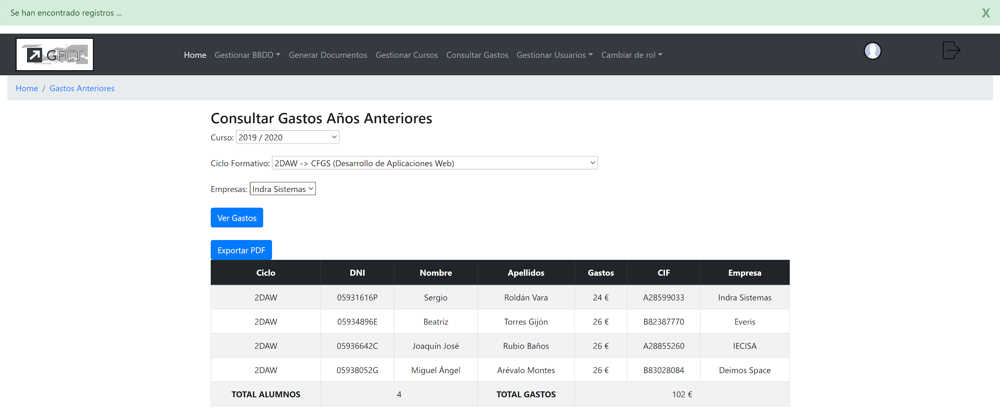 Se han encontrado registros ...
X
GFCT
Home Gestionar BBDD Generar Documentos Gestionar Cursos Consultar Gastos Gestionar Usuarios Cambiar de rol
Home / Gastos Anteriores
Consultar Gastos Años Anteriores
Curso: 2019 / 2020
Ciclo Formativo: 2DAW -> CFGS (Desarrollo de Aplicaciones Web)
Empresas: Indra Sistemas
Ver Gastos
Exportar PDF
Ciclo DNI Nombre Apellidos Gastos CIF Empresa
2DAW 05931616P Sergio Roldán Vara 24 € A28599033 Indra Sistemas
2DAW 05934896E Beatriz Torres Gijón 26 € B82387770 Everis
2DAW 05936642C Joaquín José Rubio Baños 26 € A28855260 IECISA
2DAW 05938052G Miguel Ángel Arévalo Montes 26 € B83028084 Deimos Space
TOTAL ALUMNOS 4 TOTAL GASTOS 102 €